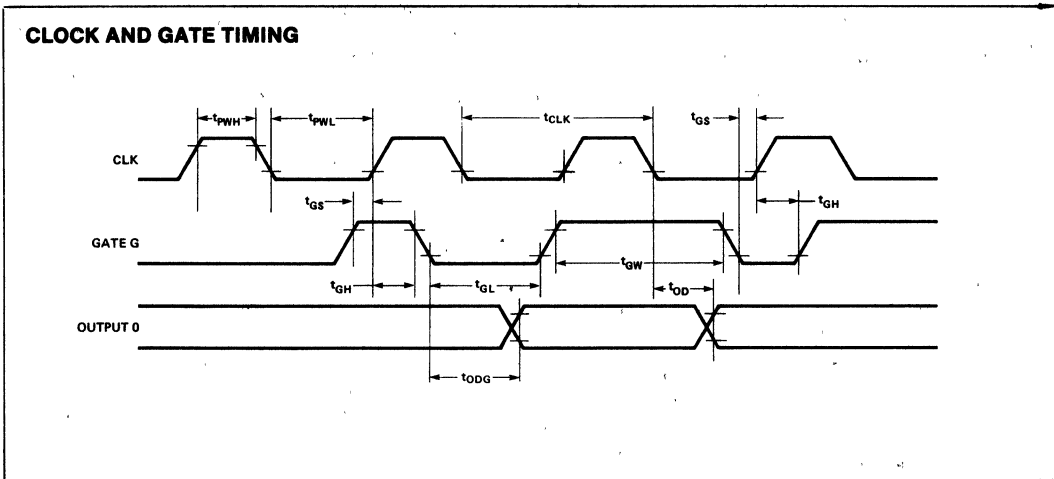 CLOCK AND GATE TIMING
tPWH tPWL tCLK tGS
CLK
tGS tGH
GATE G
tGW
tGH tGL tOD
OUTPUT 0
tODG